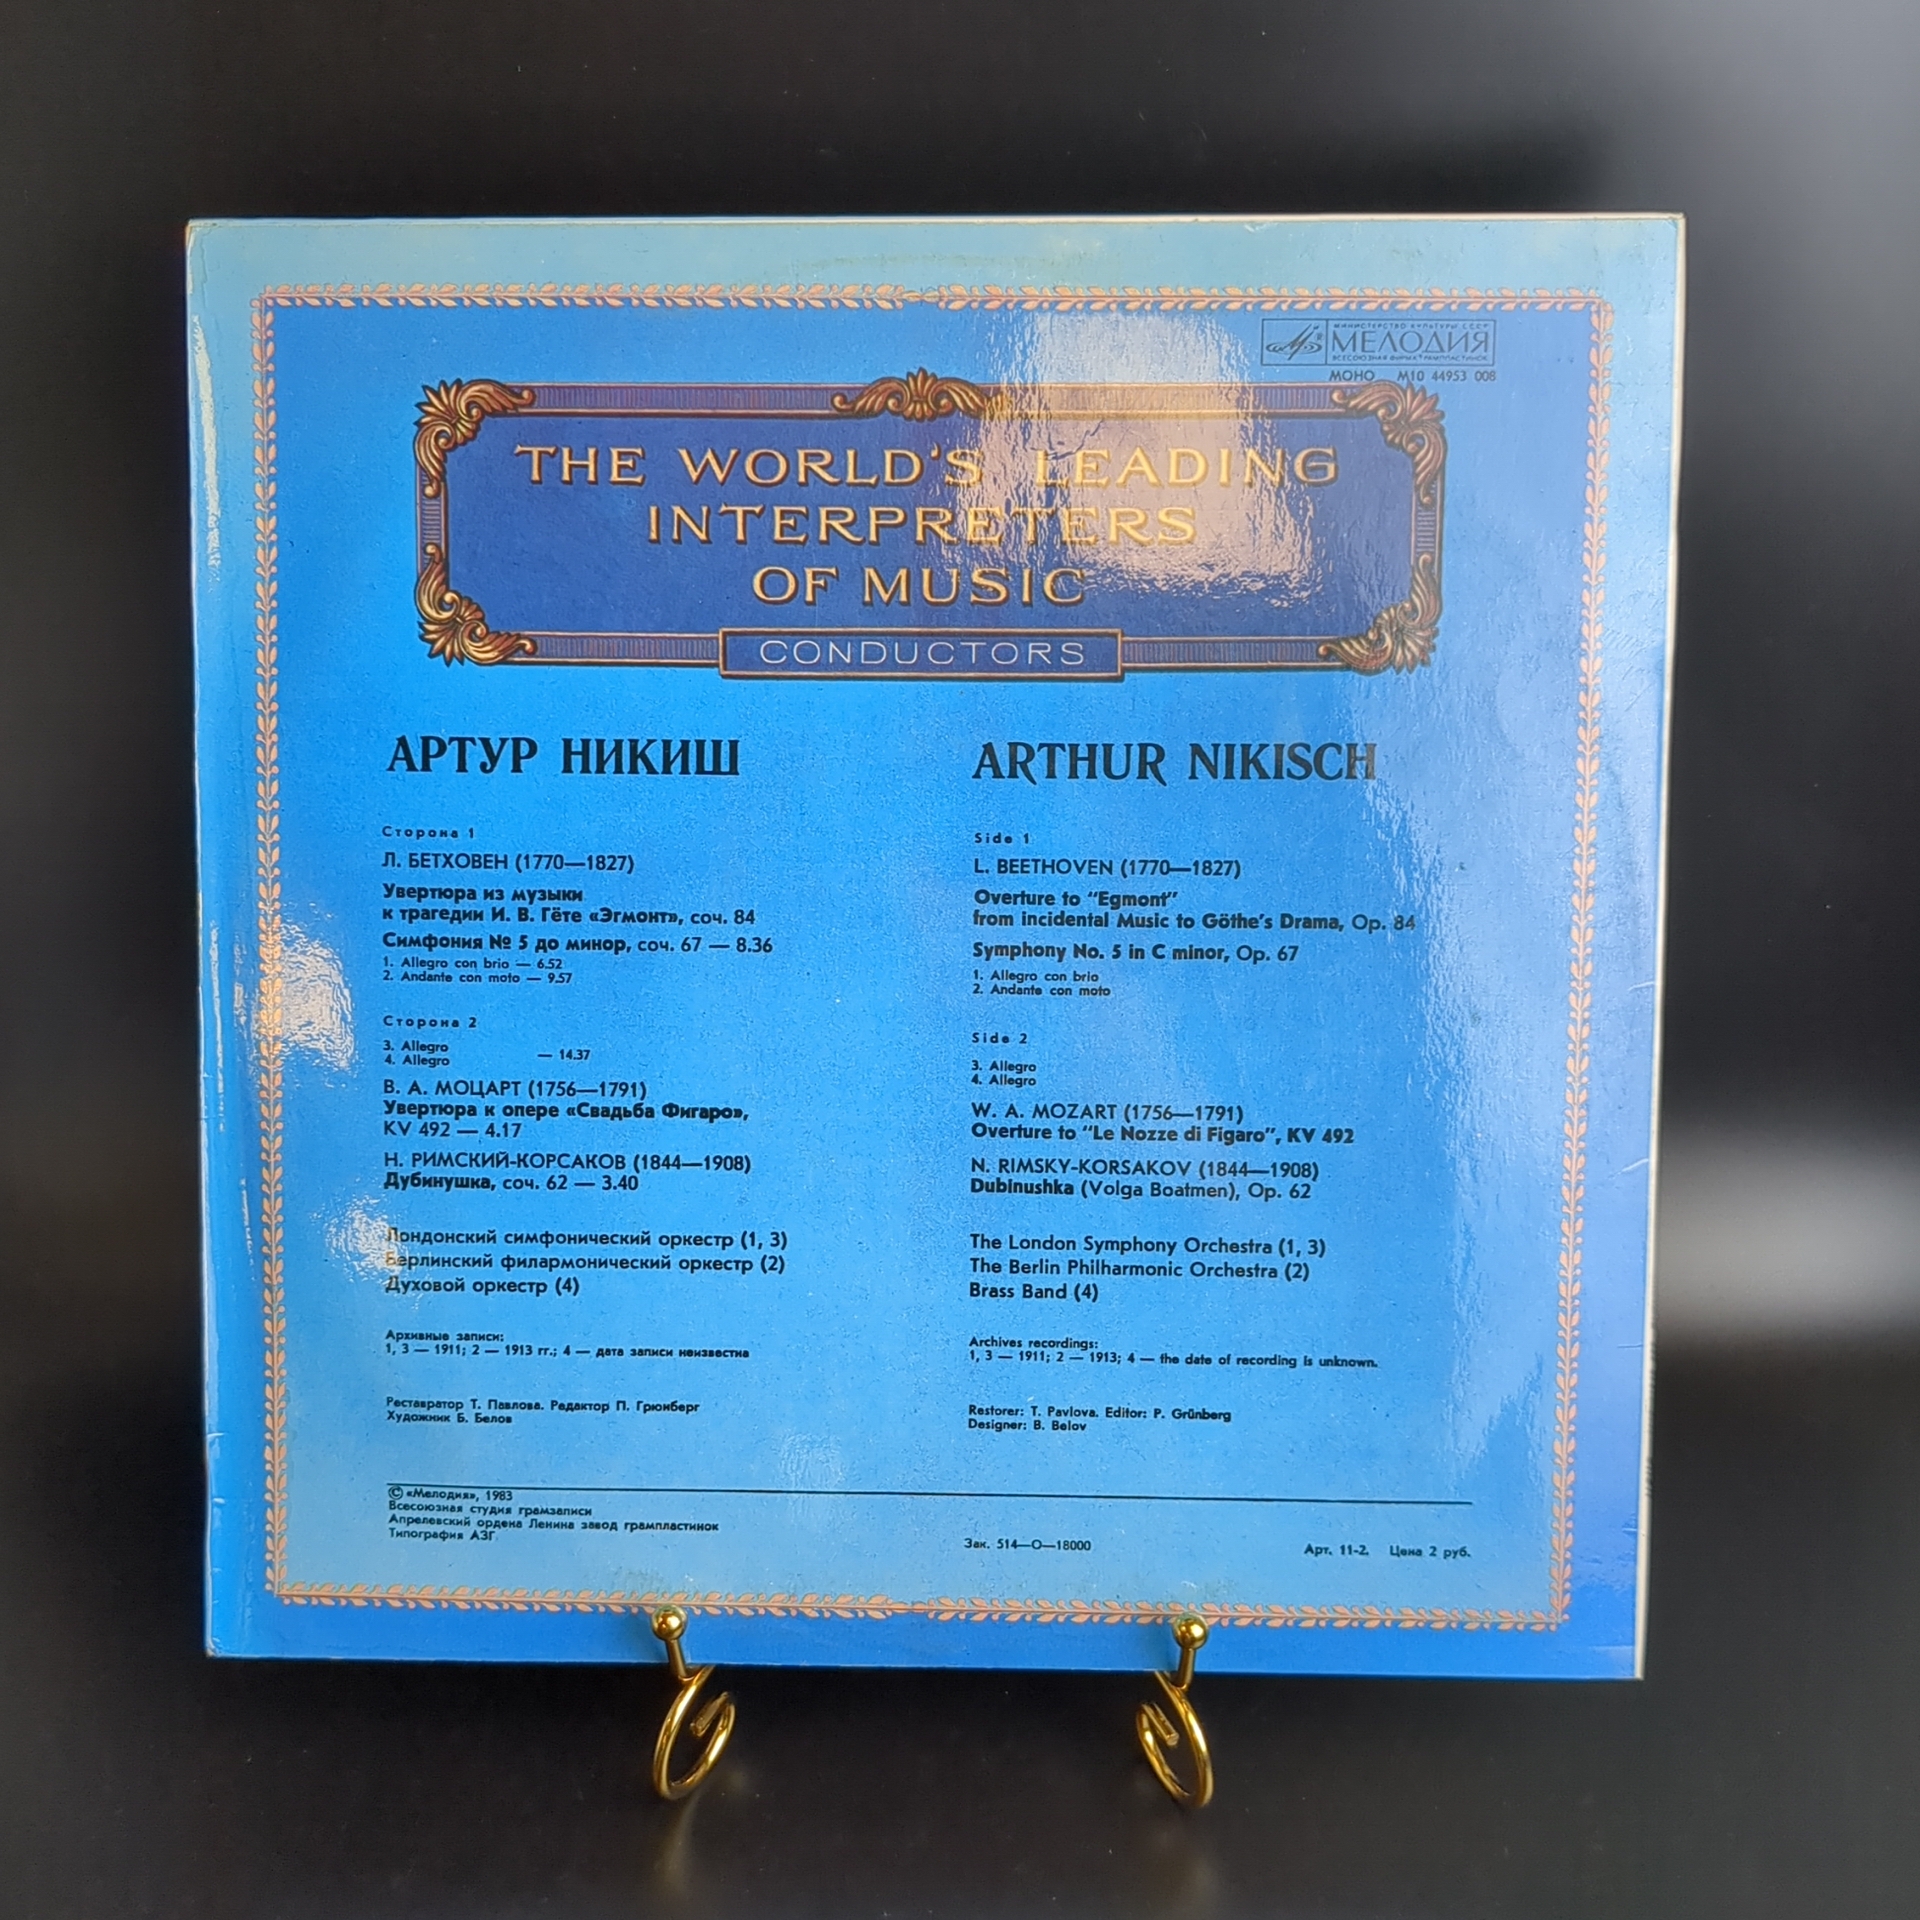 МИНИСТЕРСТВО КУЛЬТУРЫ СССР
МЕЛОДИЯ
ВСЕСОЮЗНАЯ ФИРМА ГРАМПЛАСТИНОК
МОНО М10 44953 008
THE WORLD'S LEADING
INTERPRETERS
OF MUSIC
CONDUCTORS
АРТУР НИКИШ
Сторона 1
Л. БЕТХОВЕН (1770—1827)
Увертюра из музыки
к трагедии И. В. Гёте «Эгмонт», соч. 84
Симфония № 5 до минор, соч. 67 — 8.36
1. Allegro con brio — 6.52
2. Andante con moto — 9.57
Сторона 2
3. Allegro
4. Allegro — 14.37
В. А. МОЦАРТ (1756—1791)
Увертюра к опере «Свадьба Фигаро»,
KV 492 — 4.17
Н. РИМСКИЙ-КОРСАКОВ (1844—1908)
Дубинушка, соч. 62 — 3.40
Лондонский симфонический оркестр (1, 3)
Берлинский филармонический оркестр (2)
Духовой оркестр (4)
Архивные записи:
1, 3 — 1911; 2 — 1913 гг.; 4 — дата записи неизвестна
Реставратор Т. Павлова. Редактор П. Грюнберг
Художник Б. Белов
ARTHUR NIKISCH
Side 1
L. BEETHOVEN (1770—1827)
Overture to "Egmont"
from incidental Music to Göthe's Drama, Op. 84
Symphony No. 5 in C minor, Op. 67
1. Allegro con brio
2. Andante con moto
Side 2
3. Allegro
4. Allegro
W. A. MOZART (1756—1791)
Overture to "Le Nozze di Figaro", KV 492
N. RIMSKY-KORSAKOV (1844—1908)
Dubinushka (Volga Boatmen), Op. 62
The London Symphony Orchestra (1, 3)
The Berlin Philharmonic Orchestra (2)
Brass Band (4)
Archives recordings:
1, 3 — 1911; 2 — 1913; 4 — the date of recording is unknown.
Restorer: T. Pavlova. Editor: P. Grünberg
Designer: B. Belov
© «Мелодия», 1983
Всесоюзная студия грамзаписи
Апрелевский ордена Ленина завод грампластинок
Типография АЗГ
Зак. 514—О—18000
Арт. 11-2. Цена 2 руб.